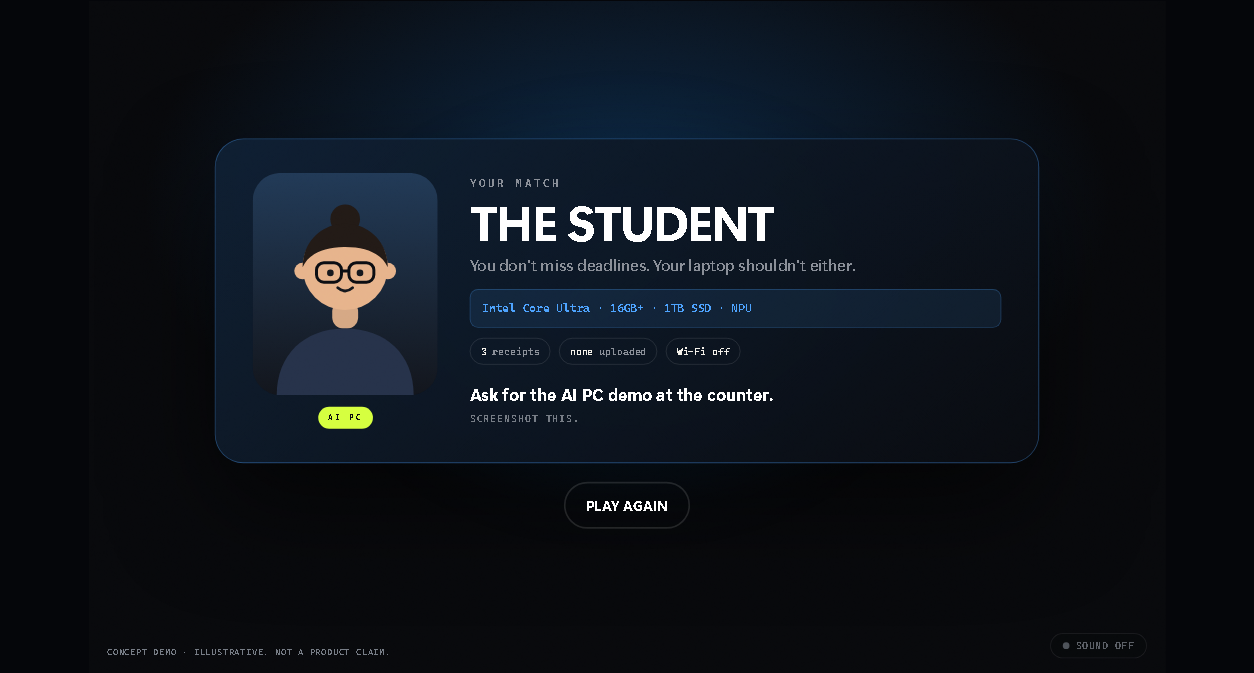 YOUR MATCH
THE STUDENT
You don't miss deadlines. Your laptop shouldn't either.
Intel Core Ultra · 16GB+ · 1TB SSD · NPU
3 receipts
none uploaded
Wi-Fi off
Ask for the AI PC demo at the counter.
SCREENSHOT THIS.
AI PC
PLAY AGAIN
CONCEPT DEMO · ILLUSTRATIVE. NOT A PRODUCT CLAIM.
SOUND OFF